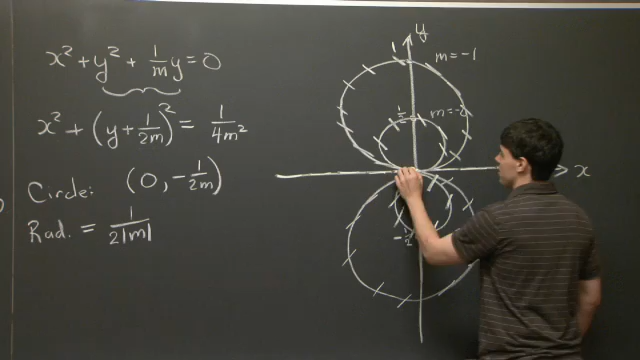 x² + y² + 1/m y = 0
x² + (y + 1/2m)² = 1/4m²
Circle: (0, -1/2m)
Rad. = 1/2|m|
y
1
m = -1
1/2
m = -2
x
-1/2